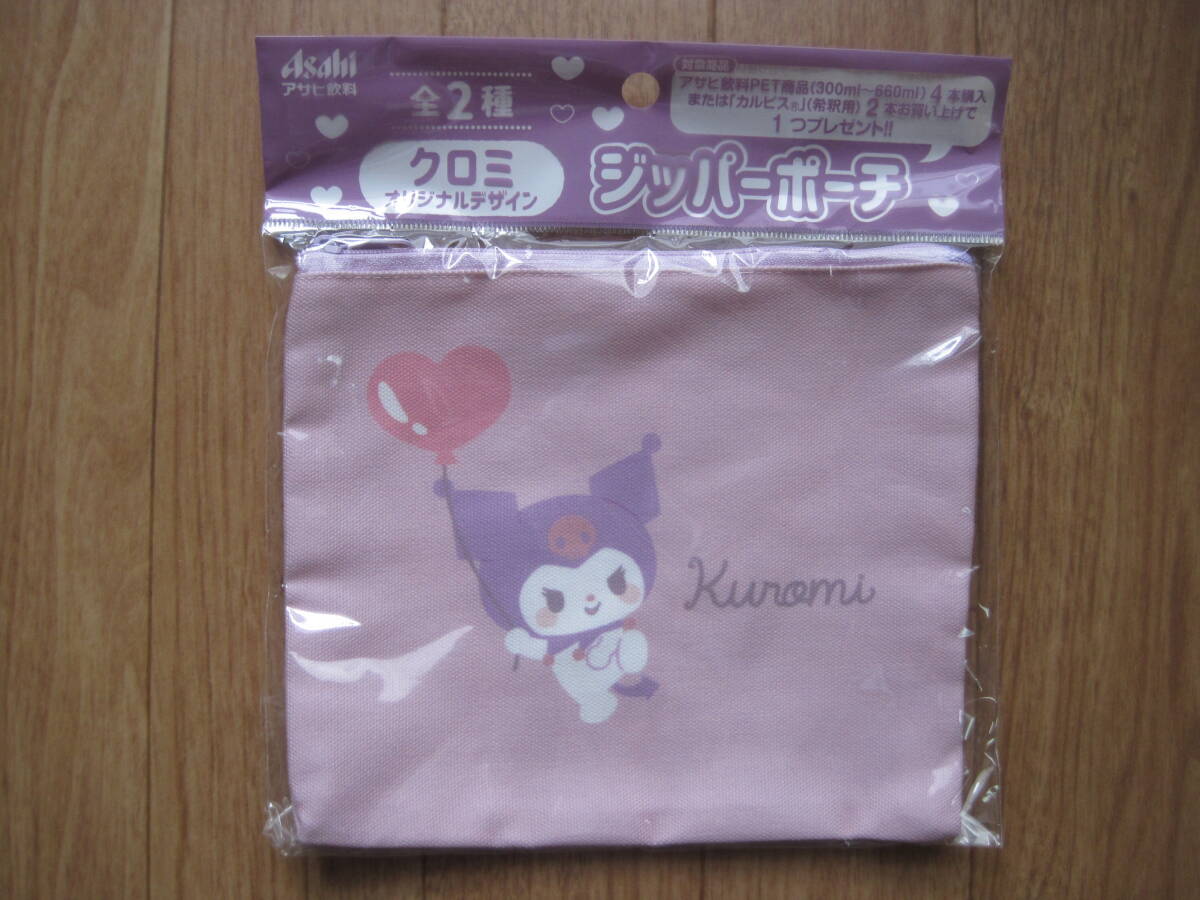 Asahi
アサヒ飲料
全2種
クロミ
オリジナルデザイン
ジッパーポーチ
対象商品
アサヒ飲料PET商品(300ml~660ml)4本購入
または「カルピス®」(希釈用)2本お買い上げで
1つプレゼント!!
Kuromi